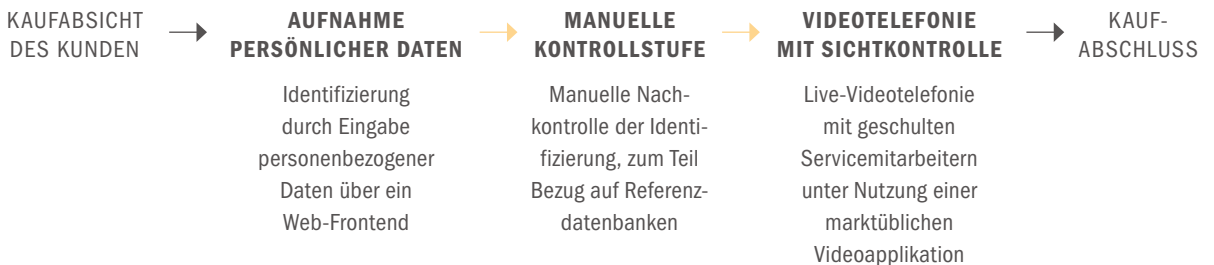 KAUFABSICHT
DES KUNDEN
AUFNAHME
PERSÖNLICHER DATEN
Identifizierung
durch Eingabe
personenbezogener
Daten über ein
Web-Frontend
MANUELLE
KONTROLLSTUFE
Manuelle Nach-
kontrolle der Identi-
fizierung, zum Teil
Bezug auf Referenz-
datenbanken
VIDEOTELEFONIE
MIT SICHTKONTROLLE
Live-Videotelefonie
mit geschulten
Servicemitarbeitern
unter Nutzung einer
marktüblichen
Videoapplikation
KAUF-
ABSCHLUSS